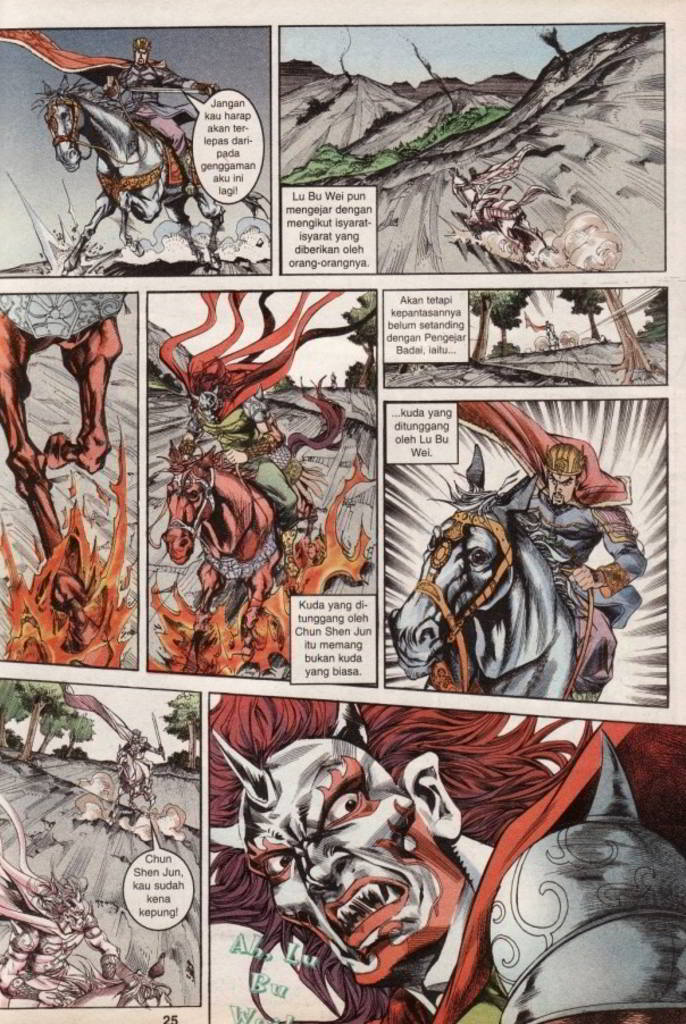 Jangan
kau harap
akan ter-
lepas dari-
pada
genggaman
aku ini
lagi!
Lu Bu Wei pun
mengejar dengan
mengikut isyarat-
isyarat yang
diberikan oleh
orang-orangnya.
Akan tetapi
kepantasannya
belum setanding
dengan Pengejar
Badai, iaitu...
...kuda yang
ditunggang
oleh Lu Bu
Wei.
Kuda yang di-
tunggang oleh
Chun Shen Jun
itu memang
bukan kuda
yang biasa.
Chun
Shen Jun,
kau sudah
kena
kepung!
Ah, Lu
Bu
Wei!
25